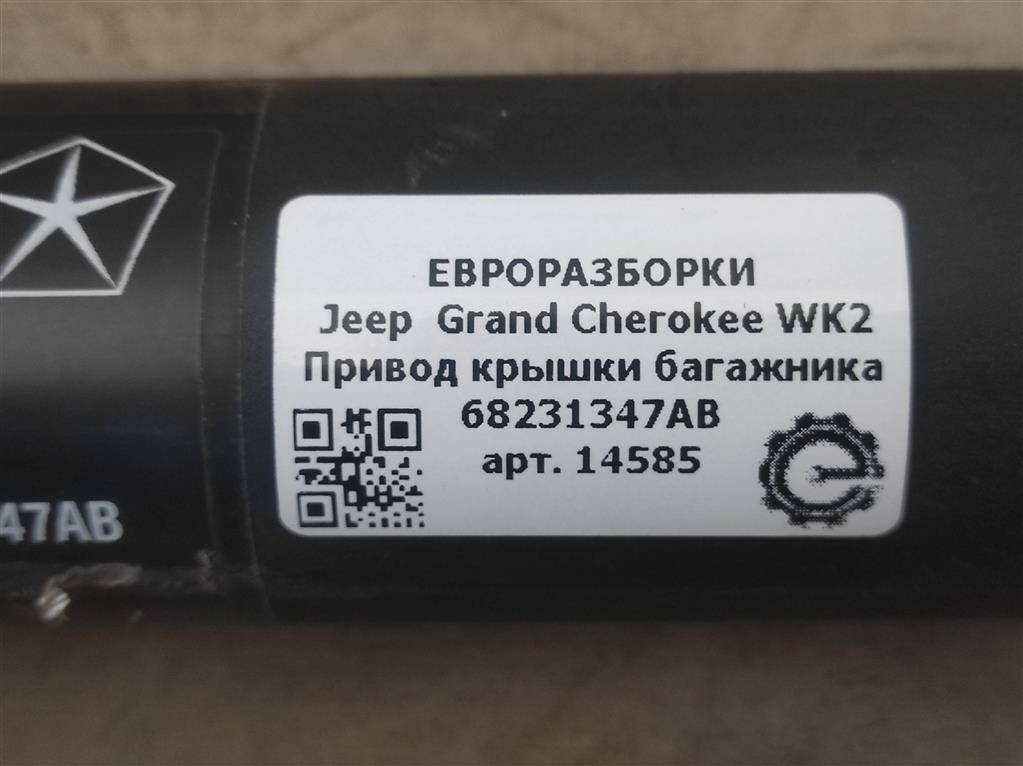 ЕВРОРАЗБОРКИ
Jeep Grand Cherokee WK2
Привод крышки багажника
68231347AB
арт. 14585
47AB